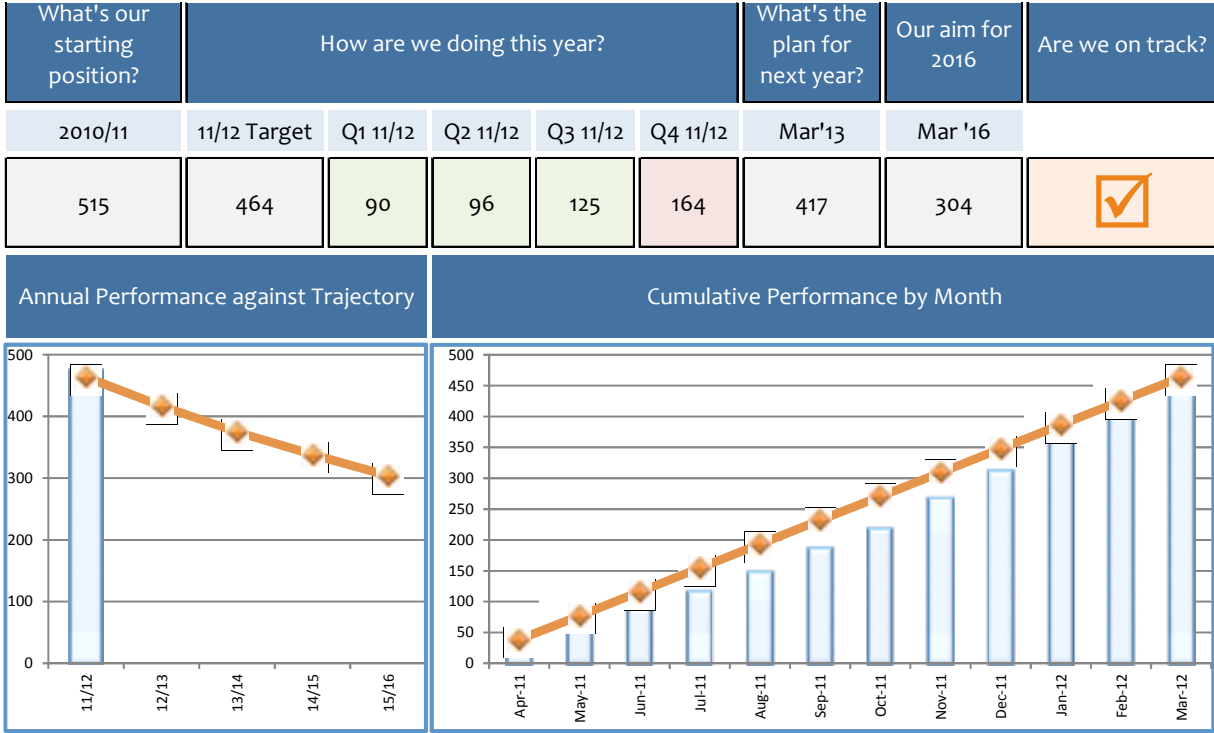 What's our
starting
position?
How are we doing this year?
What's the
plan for
next year?
Our aim for
2016
Are we on track?
2010/11
11/12 Target
Q1 11/12
Q2 11/12
Q3 11/12
Q4 11/12
Mar'13
Mar '16
515
464
90
96
125
164
417
304
Annual Performance against Trajectory
Cumulative Performance by Month
500
400
300
200
100
0
11/12
12/13
13/14
14/15
15/16
500
450
400
350
300
250
200
150
100
50
0
Apr-11
May-11
Jun-11
Jul-11
Aug-11
Sep-11
Oct-11
Nov-11
Dec-11
Jan-12
Feb-12
Mar-12